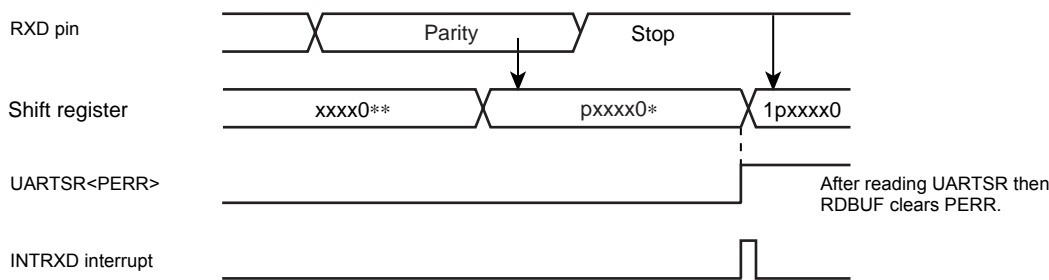 RXD pin
Parity
Stop
Shift register
xxxx0**
pxxxx0*
1pxxxx0
UARTSR<PERR>
After reading UARTSR then
RDBUF clears PERR.
INTRXD interrupt